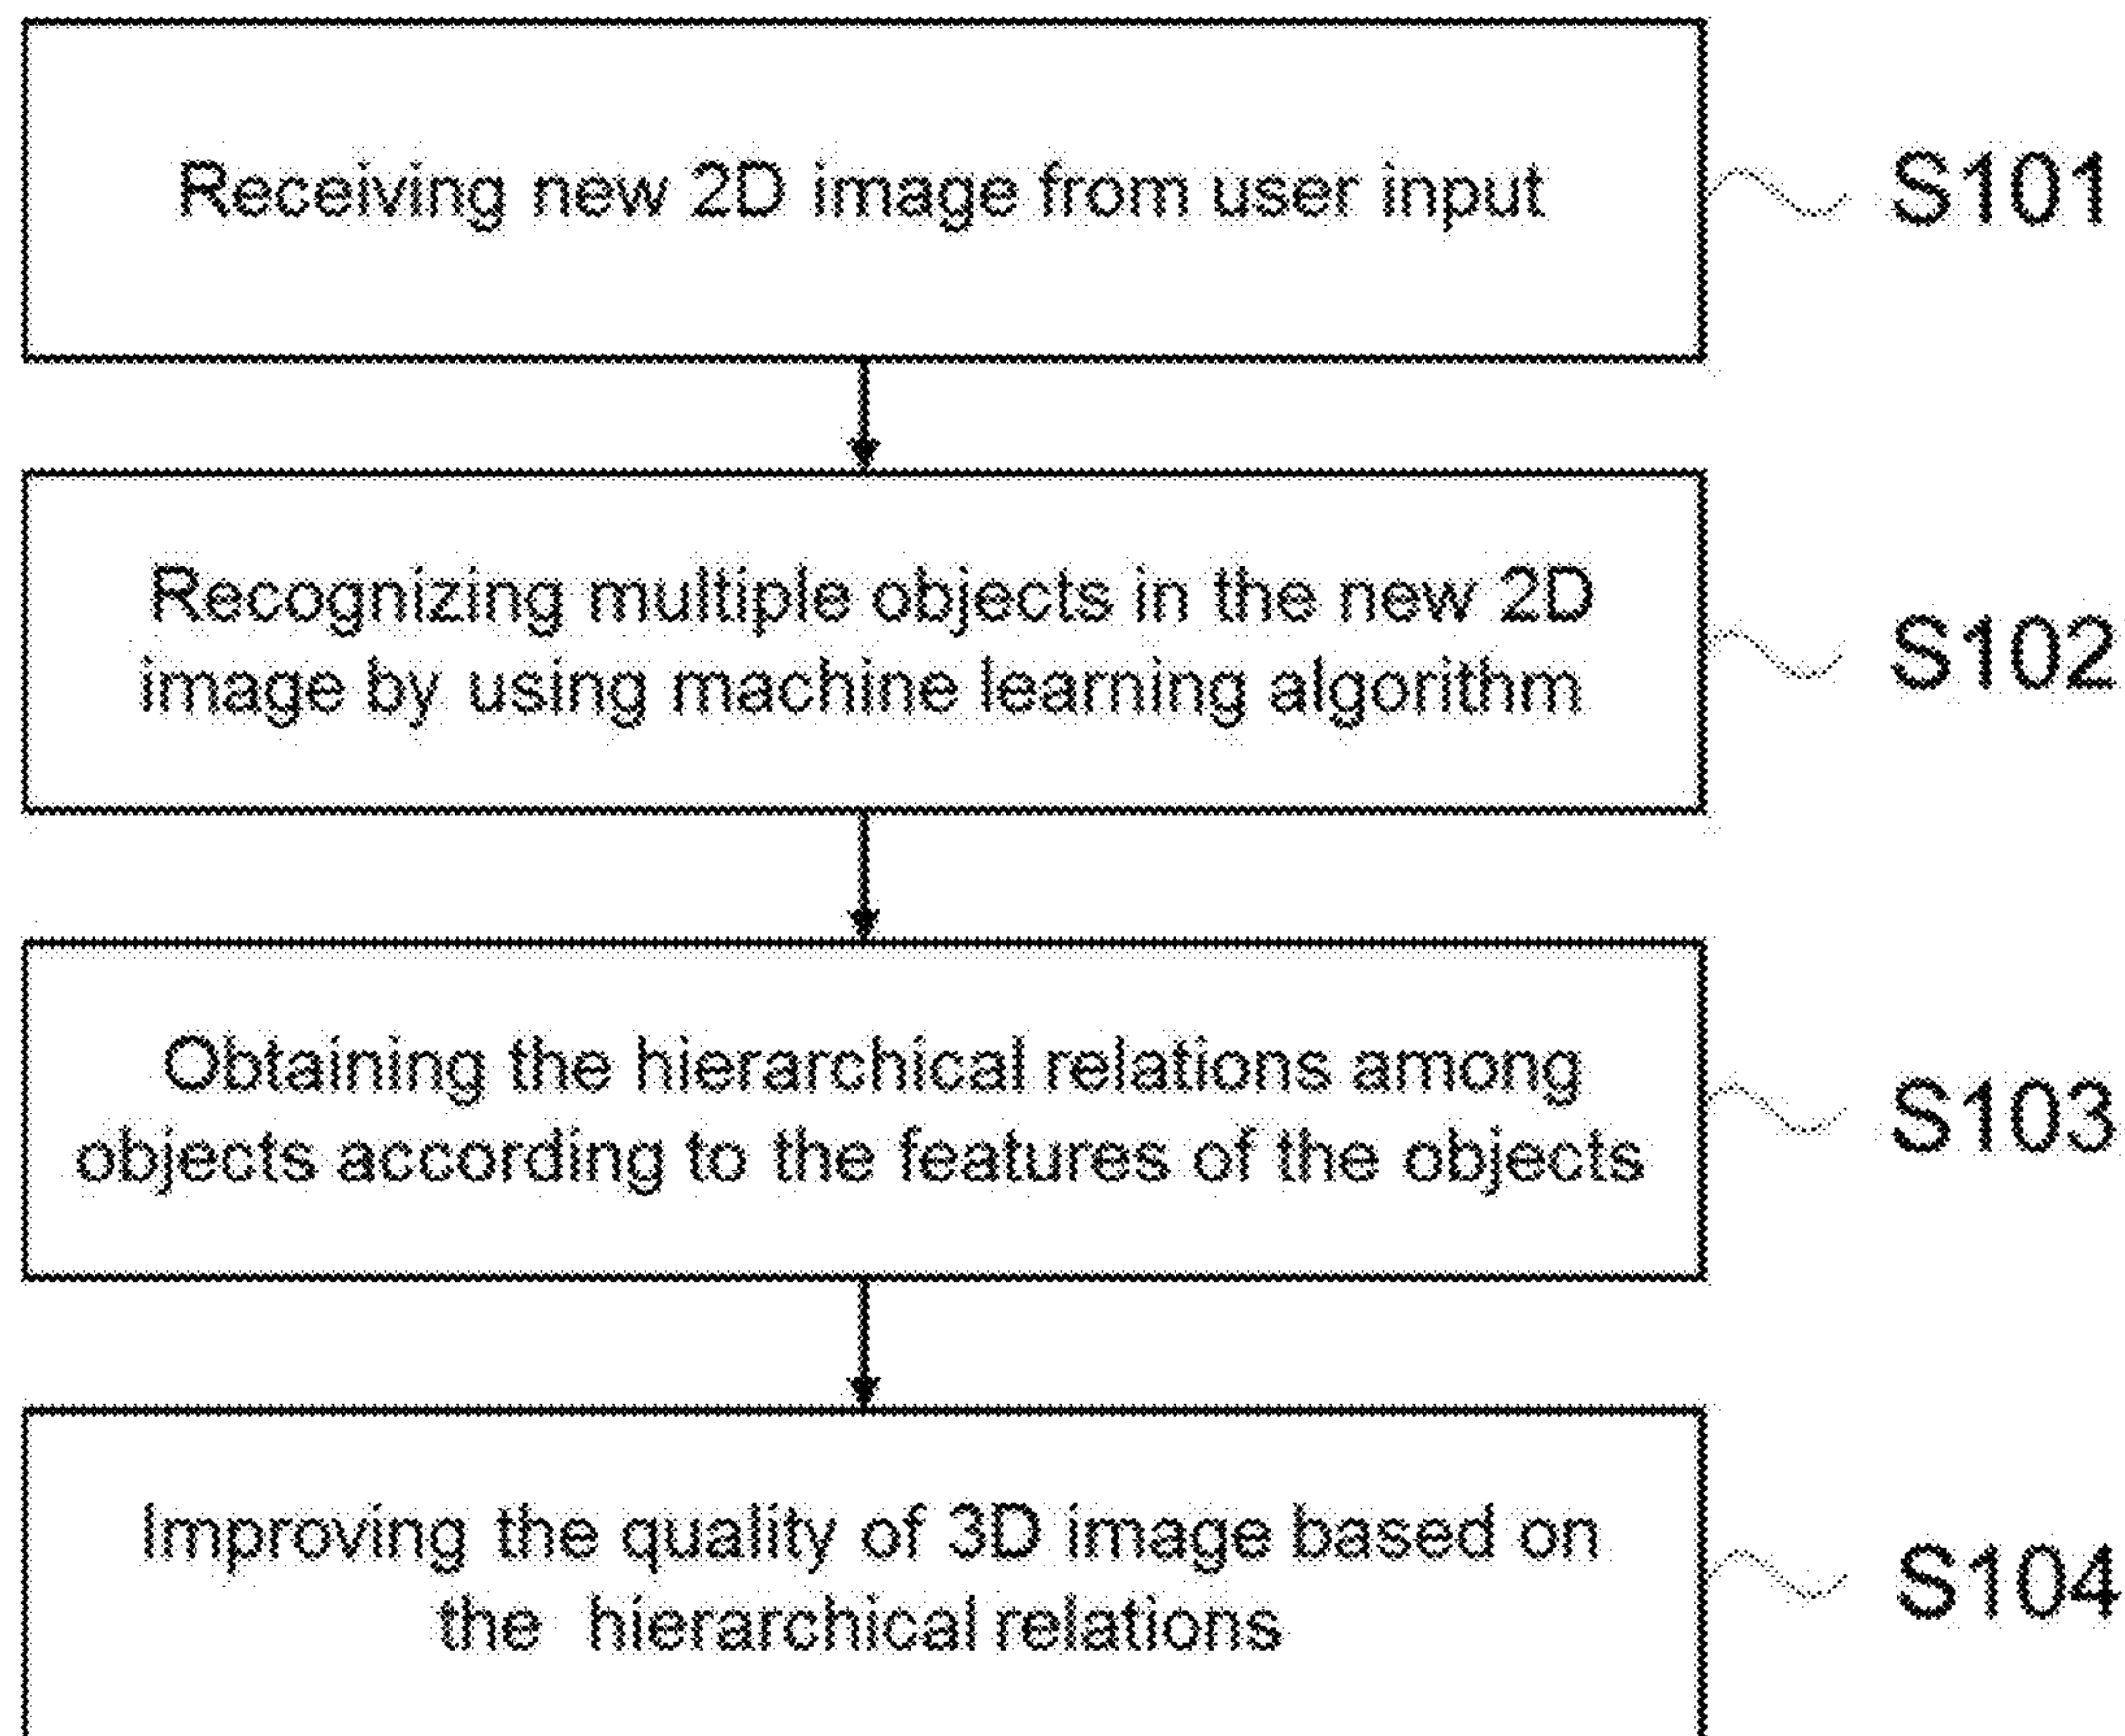 Receiving new 2D image from user input
S101
Recognizing multiple objects in the new 2D
image by using machine learning algorithm
S102
Obtaining the hierarchical relations among
objects according to the features of the objects
S103
Improving the quality of 3D image based on
the hierarchical relations
S104